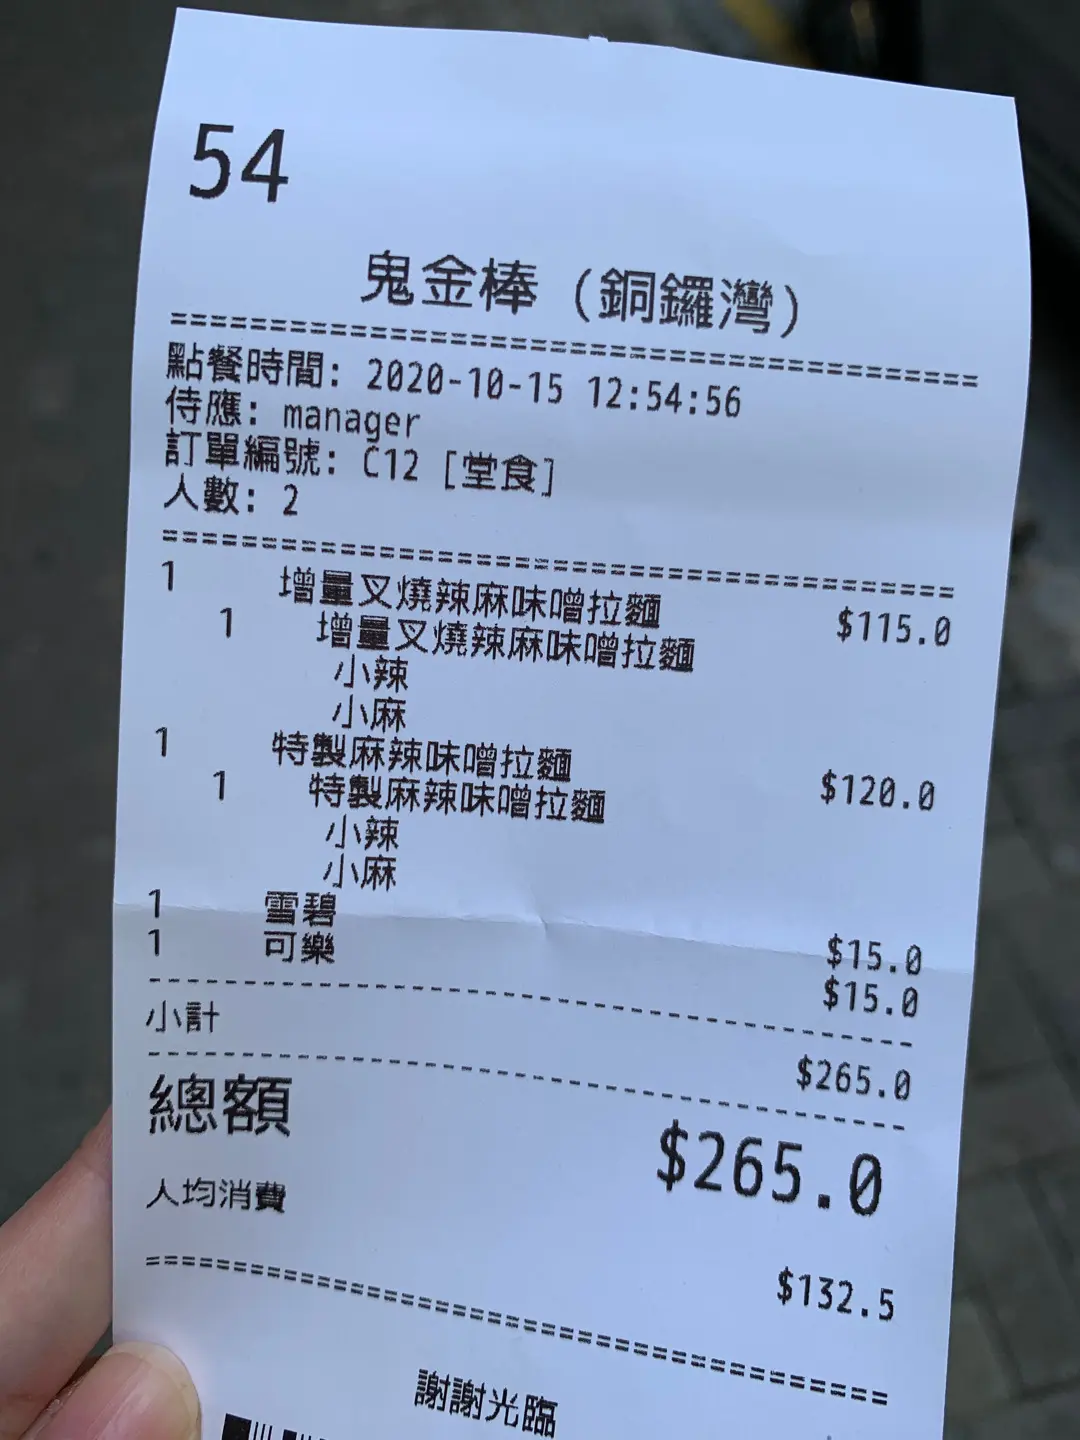 54
鬼金棒（銅鑼灣）
================================
點餐時間: 2020-10-15 12:54:56
侍應: manager
訂單編號: C12 [堂食]
人數: 2
================================
1 增量叉燒辣麻味噌拉麵 $115.0
1 增量叉燒辣麻味噌拉麵
小辣
小麻
1 特製麻辣味噌拉麵 $120.0
1 特製麻辣味噌拉麵
小辣
小麻
1 雪碧 $15.0
1 可樂 $15.0
--------------------------------
小計 $265.0
--------------------------------
總額 $265.0
人均消費 $132.5
================================
謝謝光臨